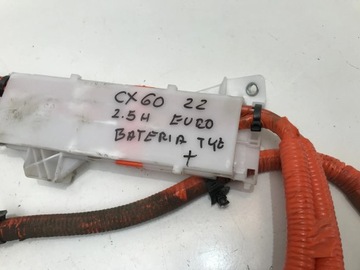 CX60 22
2.5H EURO
BATERIA TYŁ
+